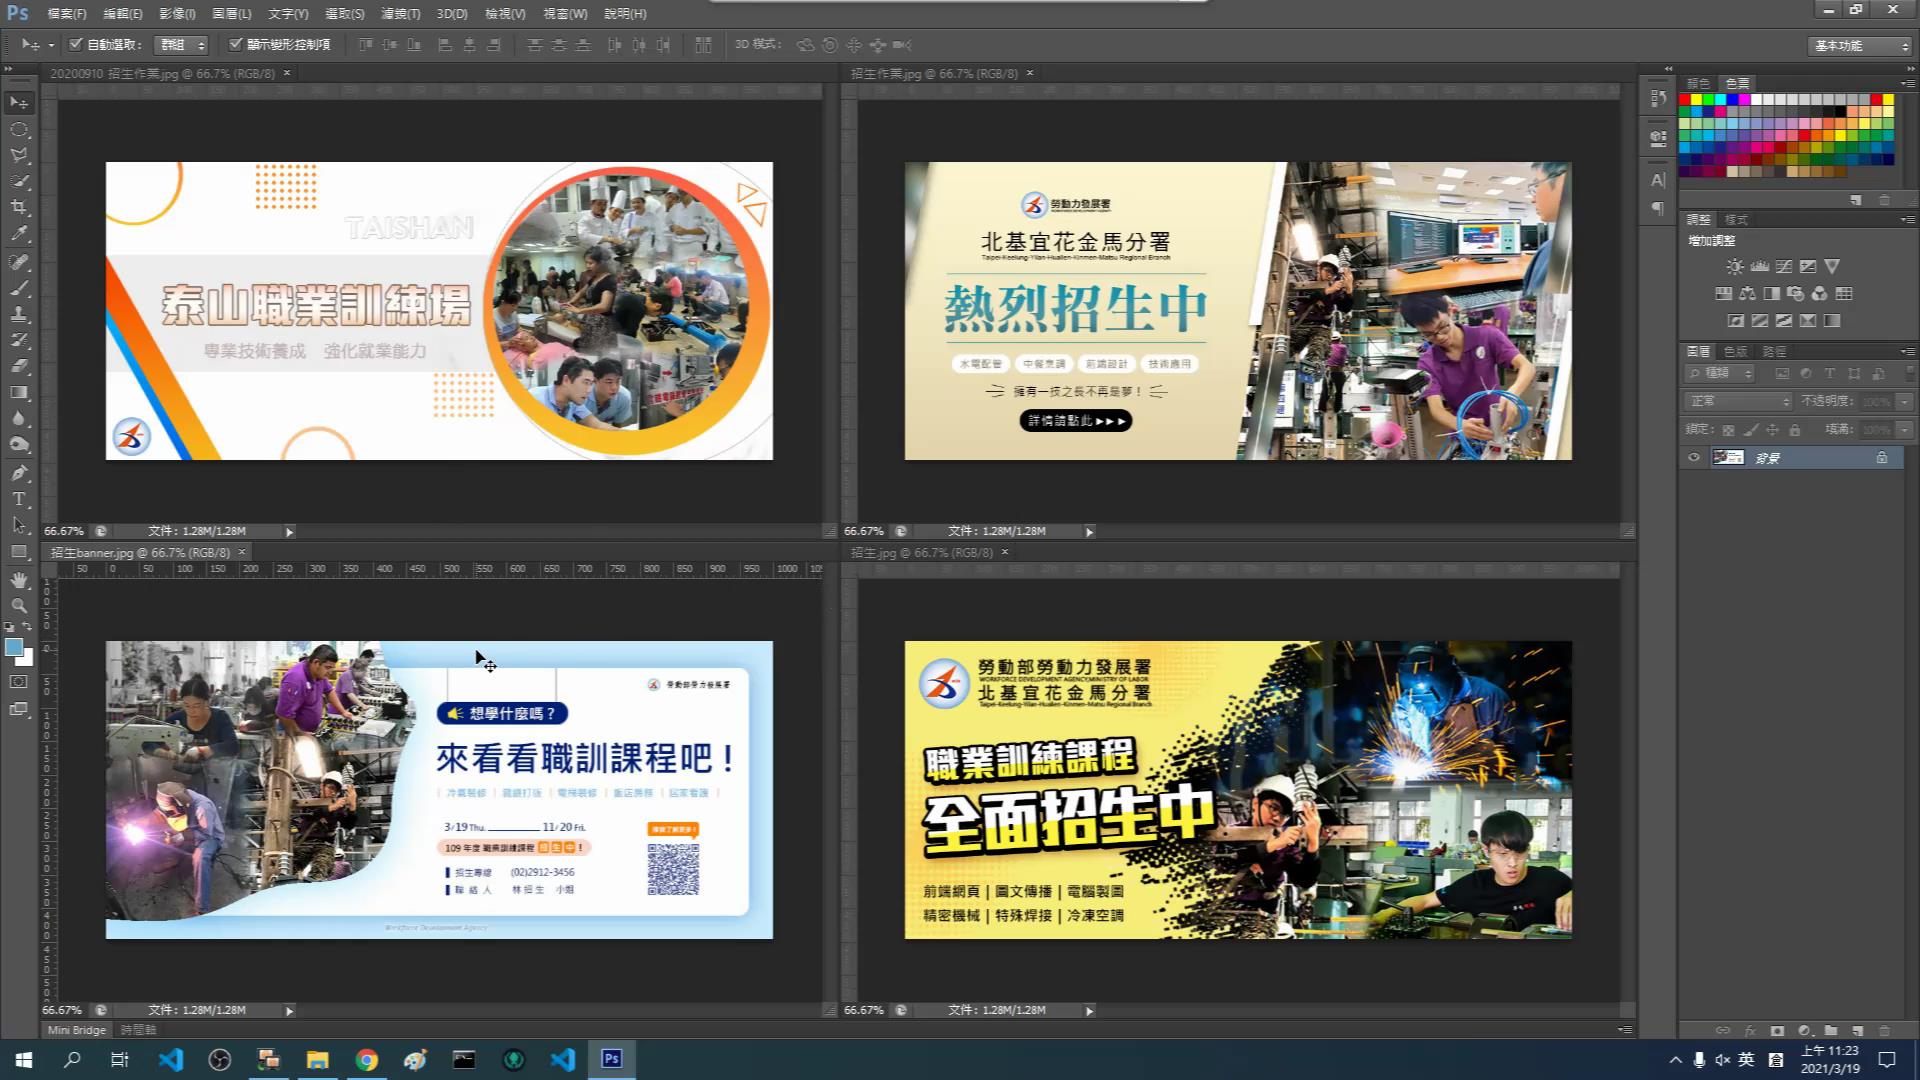 Ps 檔案(F) 編輯(E) 影像(I) 圖層(L) 文字(Y) 選取(S) 濾鏡(T) 3D(D) 檢視(V) 視窗(W) 說明(H)
自動選取： 群組 顯示變形控制項 3D 模式： 基本功能
20200910 招生作業.jpg @ 66.7% (RGB/8) ×
招生作業.jpg @ 66.7% (RGB/8) ×
TAISHAN
泰山職業訓練場
專業技術養成 強化就業能力
66.67% 文件：1.28M/1.28M
勞動力發展署
WORKFORCE DEVELOPMENT AGENCY
北基宜花金馬分署
Taipei-Keelung-Yilan-Hualien-Kinmen-Matsu Regional Branch
熱烈招生中
水電配管 中餐烹調 前端設計 技術應用
擁有一技之長不再是夢！
詳情請點此►►►
66.67% 文件：1.28M/1.28M
招生banner.jpg @ 66.7% (RGB/8) ×
50 0 50 100 150 200 250 300 350 400 450 500 550 600 650 700 750 800 850 900 950 1000
勞動部勞動力發展署
想學什麼嗎？
來看看職訓課程吧！
冷氣裝修 | 電梯裝修 | 飯店房務 | 居家看護
3/19 Thu. 11/20 Fri.
109 年度 職業訓練課程 招生中！
招生專線 (02)2912-3456
聯絡人 林招生 小姐
Workforce Development Agency
66.67% 文件：1.28M/1.28M
招生.jpg @ 66.7% (RGB/8) ×
勞動部勞動力發展署
WORKFORCE DEVELOPMENT AGENCY,MINISTRY OF LABOR
北基宜花金馬分署
Taipei-Keelung-Yilan-Hualien-Kinmen-Matsu Regional Branch
職業訓練課程
全面招生中
前端網頁 | 圖文傳播 | 電腦製圖
精密機械 | 特殊焊接 | 冷凍空調
66.67% 文件：1.28M/1.28M
Mini Bridge 時間軸
顏色 色票
調整 樣式
增加調整
圖層 色版 路徑
種類
正常 不透明度： 100%
鎖定： 填滿： 100%
背景
英 上午 11:23
2021/3/19